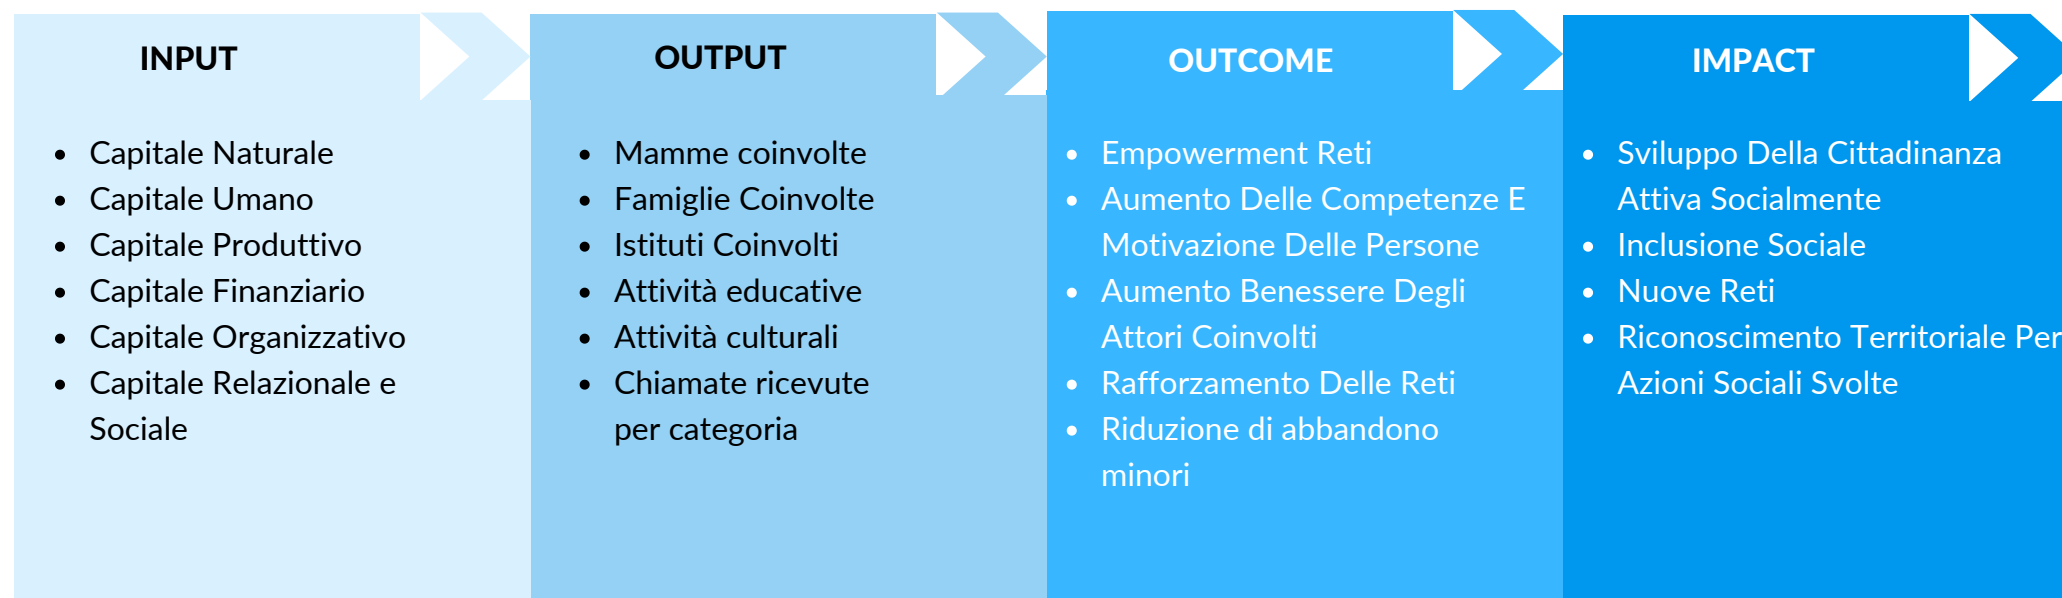 INPUT
• Capitale Naturale
• Capitale Umano
• Capitale Produttivo
• Capitale Finanziario
• Capitale Organizzativo
• Capitale Relazionale e
Sociale
OUTPUT
• Mamme coinvolte
• Famiglie Coinvolte
• Istituti Coinvolti
• Attività educative
• Attività culturali
• Chiamate ricevute
per categoria
OUTCOME
• Empowerment Reti
• Aumento Delle Competenze E
Motivazione Delle Persone
• Aumento Benessere Degli
Attori Coinvolti
• Rafforzamento Delle Reti
• Riduzione di abbandono
minori
IMPACT
• Sviluppo Della Cittadinanza
Attiva Socialmente
• Inclusione Sociale
• Nuove Reti
• Riconoscimento Territoriale Per
Azioni Sociali Svolte